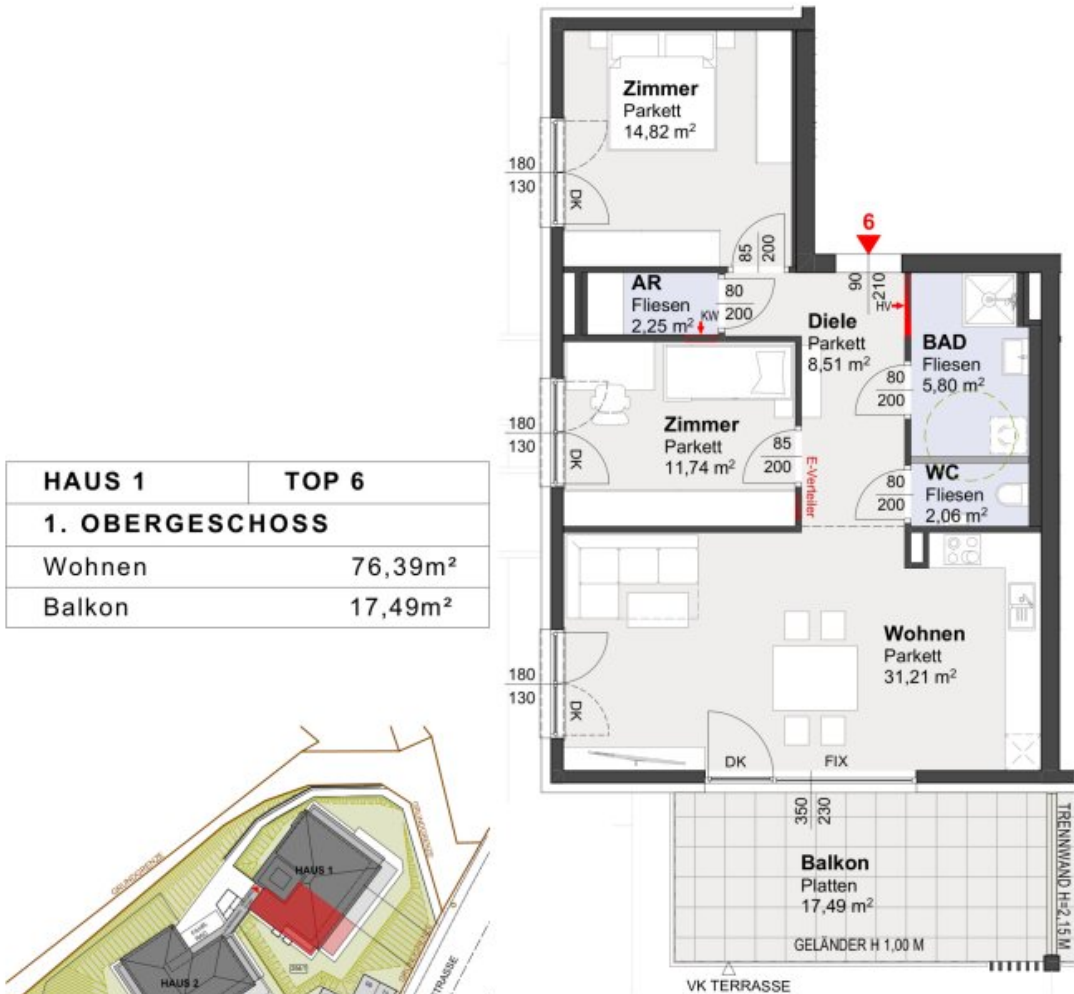 HAUS 1 TOP 6
1. OBERGESCHOSS
Wohnen 76,39m²
Balkon 17,49m²
Zimmer
Parkett
14,82 m²
180
130
DK
85
200
6
90
210
AR
Fliesen
2,25 m²
KW
80
200
HV
Diele
Parkett
8,51 m²
BAD
Fliesen
5,80 m²
80
200
Zimmer
Parkett
11,74 m²
180
130
DK
85
200
E-Verteiler
WC
Fliesen
2,06 m²
80
200
Wohnen
Parkett
31,21 m²
180
130
DK
DK
FIX
350
230
Balkon
Platten
17,49 m²
GELÄNDER H 1,00 M
TRENNWAND H=2,15 M
VK TERRASSE
GRUNDGRENZE
GRUNDGRENZE
HAUS 1
HAUS 2
GRUNDGRENZE
STRASSE